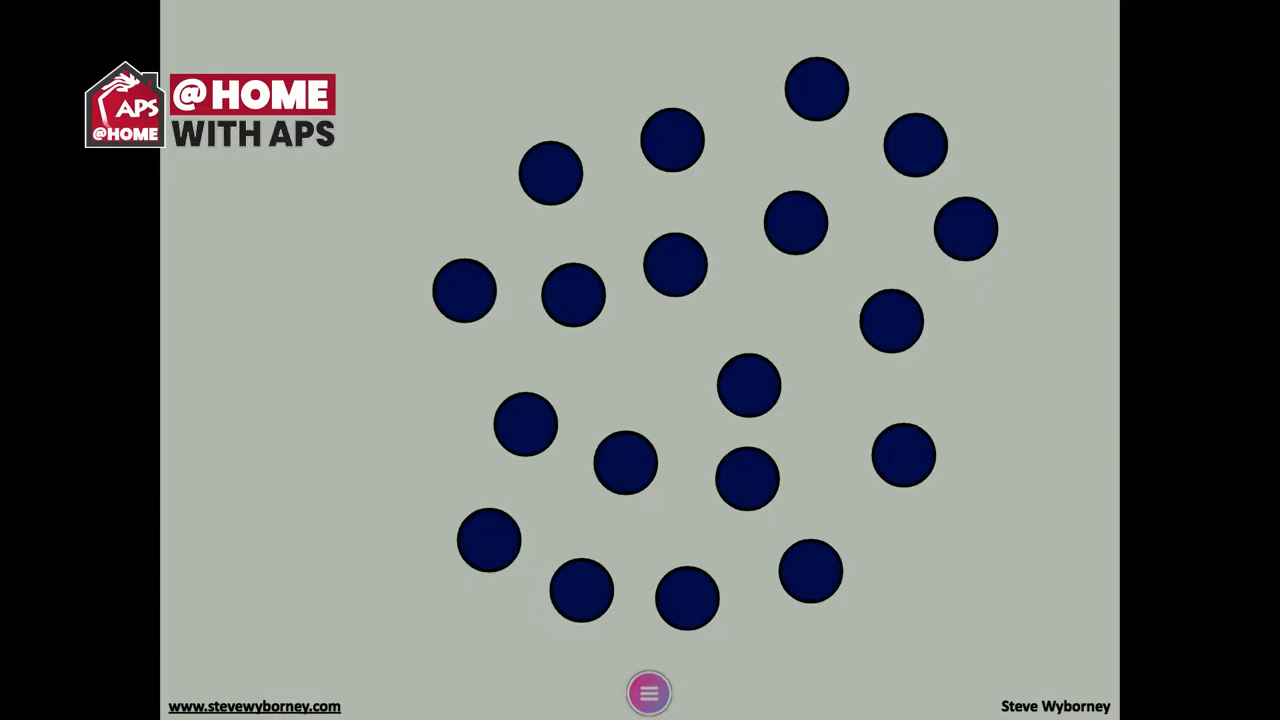 APS
@HOME
@HOME
WITH APS
www.stevewyborney.com
Steve Wyborney